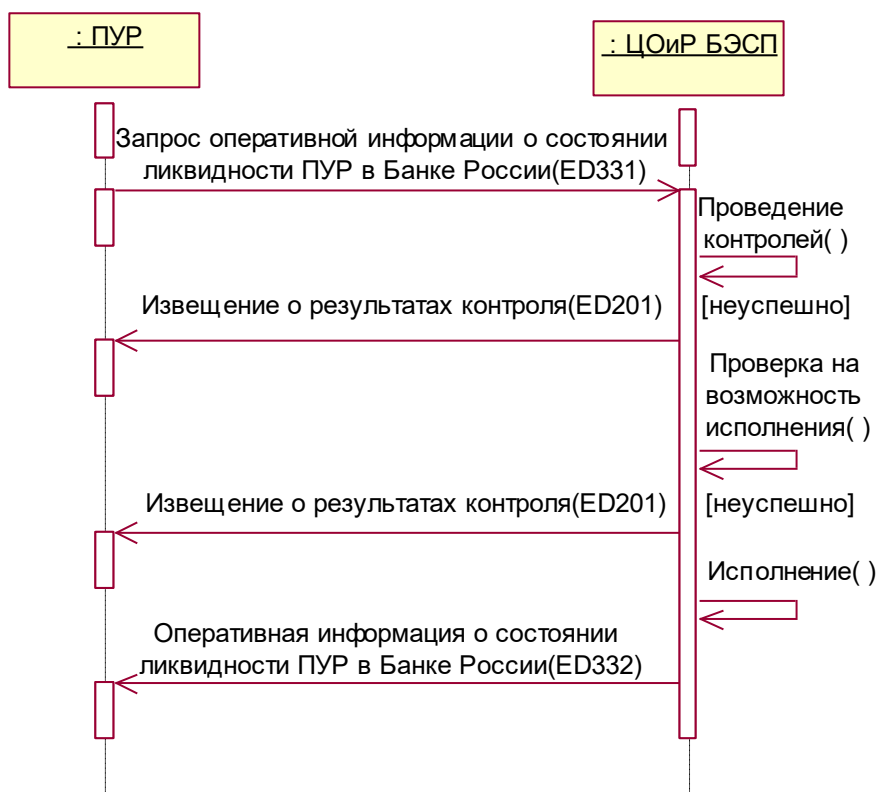 : ПУР
: ЦОиР БЭСП
Запрос оперативной информации о состоянии
ликвидности ПУР в Банке России(ED331)
Проведение
контролей( )
Извещение о результатах контроля(ED201)
[неуспешно]
Проверка на
возможность
исполнения( )
Извещение о результатах контроля(ED201)
[неуспешно]
Исполнение( )
Оперативная информация о состоянии
ликвидности ПУР в Банке России(ED332)